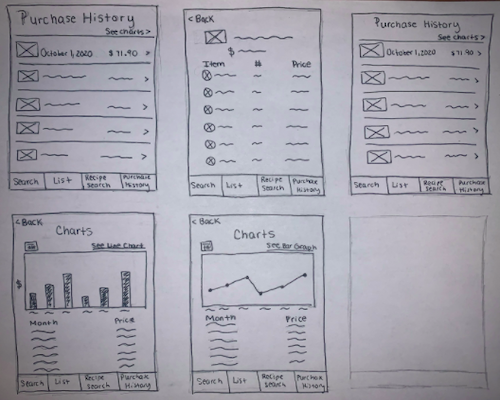 Purchase History
See charts >
October 1, 2020 $71.90 >
>
>
>
>
Search List Recipe Search Purchase History
< Back
$
Item # Price
Search List Recipe Search Purchase History
Purchase History
See charts >
October 1, 2020 $71.90 >
>
>
>
>
Search List Recipe Search Purchase History
< Back
Charts
See Line Chart
$
Month Price
Search List Recipe Search Purchase History
< Back
Charts
See Bar Graph
Month Price
Search List Recipe Search Purchase History